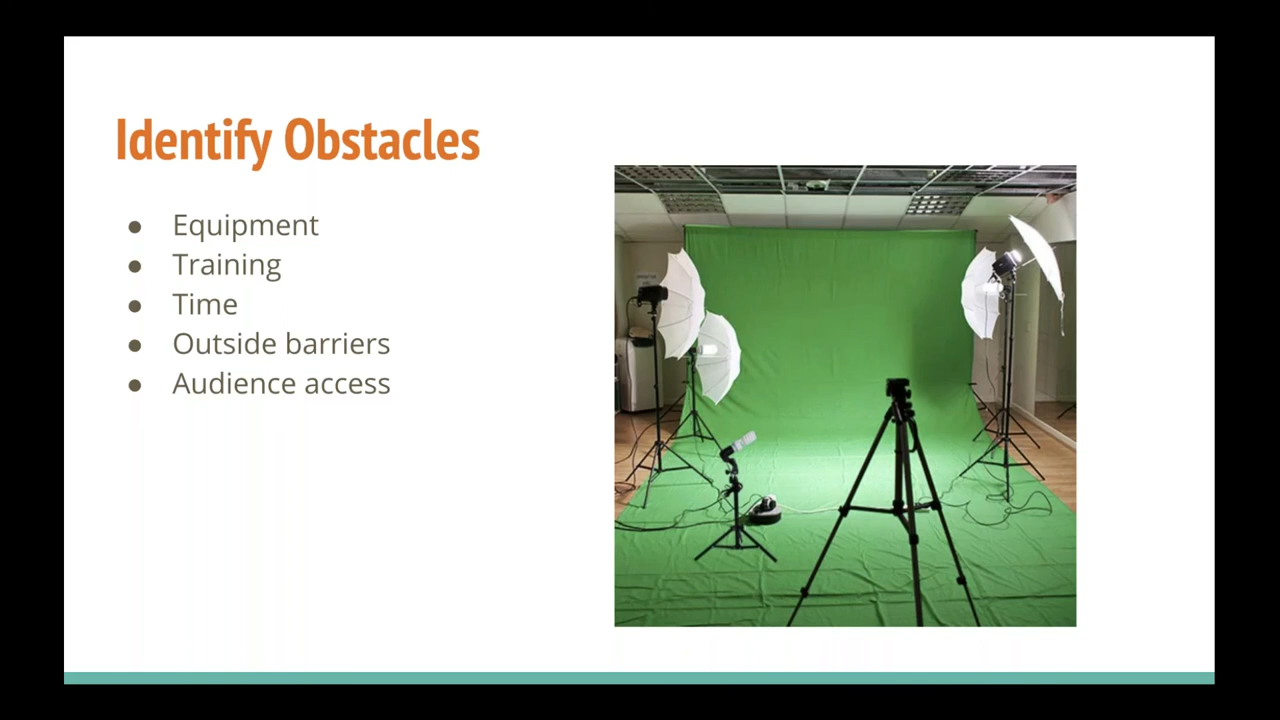 Identify Obstacles
● Equipment
● Training
● Time
● Outside barriers
● Audience access